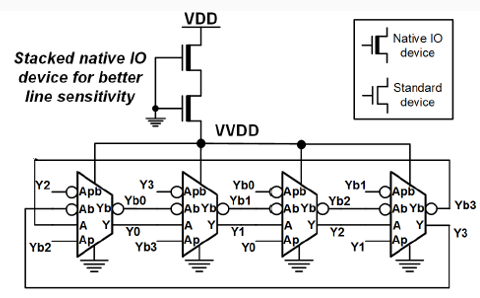 VDD
Stacked native IO
device for better
line sensitivity
Native IO
device
Standard
device
VVDD
Y2 Apb Y3 Apb Yb0 Apb Yb1 Apb
Ab Yb Yb0 Ab Yb Yb1 Ab Yb Yb2 Ab Yb Yb3
A Y Y0 A Y Y1 A Y Y2 A Y Y3
Yb2 Ap Yb3 Ap Y0 Ap Y1 Ap